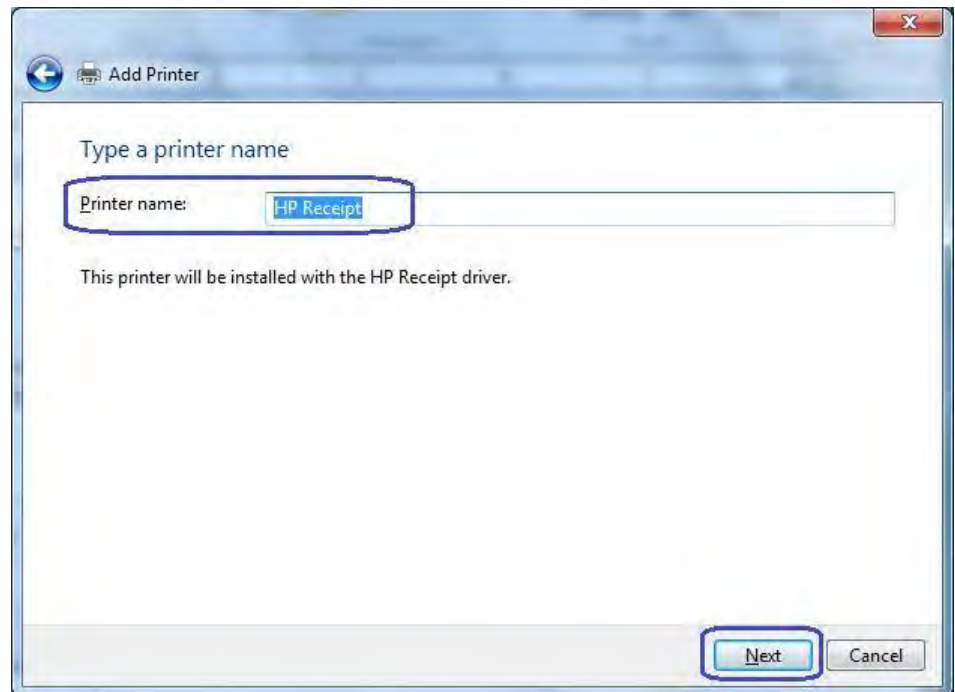 Add Printer
Type a printer name
Printer name: HP Receipt
This printer will be installed with the HP Receipt driver.
Next Cancel